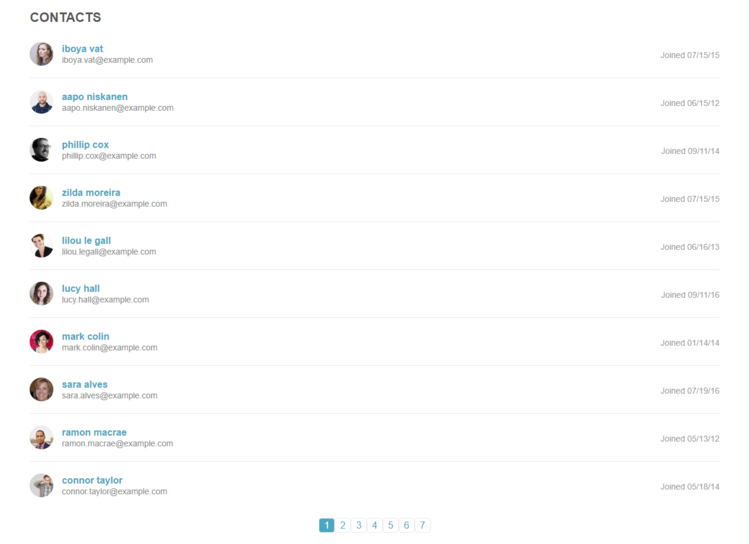 CONTACTS
iboya vat
iboya.vat@example.com
Joined 07/15/15
aapo niskanen
aapo.niskanen@example.com
Joined 06/15/12
phillip cox
phillip.cox@example.com
Joined 09/11/14
zilda moreira
zilda.moreira@example.com
Joined 07/15/15
lilou le gall
lilou.legall@example.com
Joined 06/16/13
lucy hall
lucy.hall@example.com
Joined 09/11/16
mark colin
mark.colin@example.com
Joined 01/14/14
sara alves
sara.alves@example.com
Joined 07/19/16
ramon macrae
ramon.macrae@example.com
Joined 05/13/12
connor taylor
connor.taylor@example.com
Joined 05/18/14
1 2 3 4 5 6 7